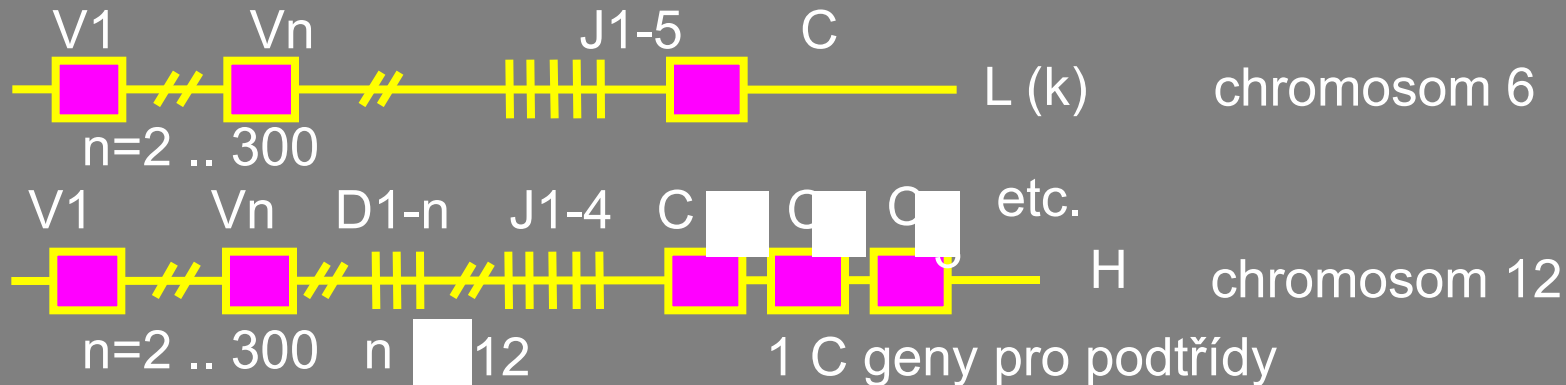 V1 Vn J1-5 C
L (k) chromosom 6
n=2 .. 300
V1 Vn D1-n J1-4 C C C etc.
H chromosom 12
n=2 .. 300 n 12 1 C geny pro podtřídy